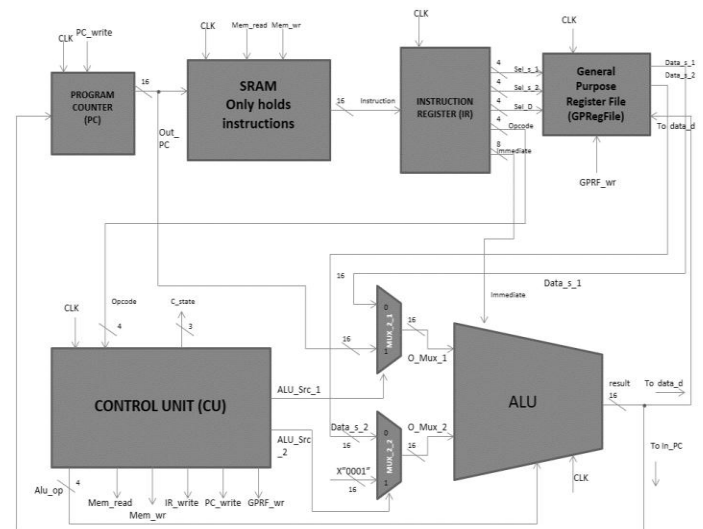 CLK
PC_write
PROGRAM
COUNTER
(PC)
16
Out_
PC
CLK
Mem_read
Mem_wr
SRAM
Only holds
instructions
16
Instruction
CLK
INSTRUCTION
REGISTER (IR)
4
Sel_s_1
4
Sel_s_2
4
Sel_D
4
Opcode
8
Immediate
CLK
General
Purpose
Register File
(GPRegFile)
Data_s_1
Data_s_2
To data_d
GPRF_wr
16
Data_s_1
Immediate
CLK
Opcode
4
C_state
3
CONTROL UNIT (CU)
ALU_Src_1
ALU_Src
_2
16
0
MUX_2_1
1
16
O_Mux_1
Data_s_2
16
X"0001"
16
0
MUX_2_2
1
O_Mux_2
16
ALU
result
16
To data_d
To In_PC
CLK
Alu_op
4
Mem_read
Mem_wr
IR_write
PC_write
GPRF_wr